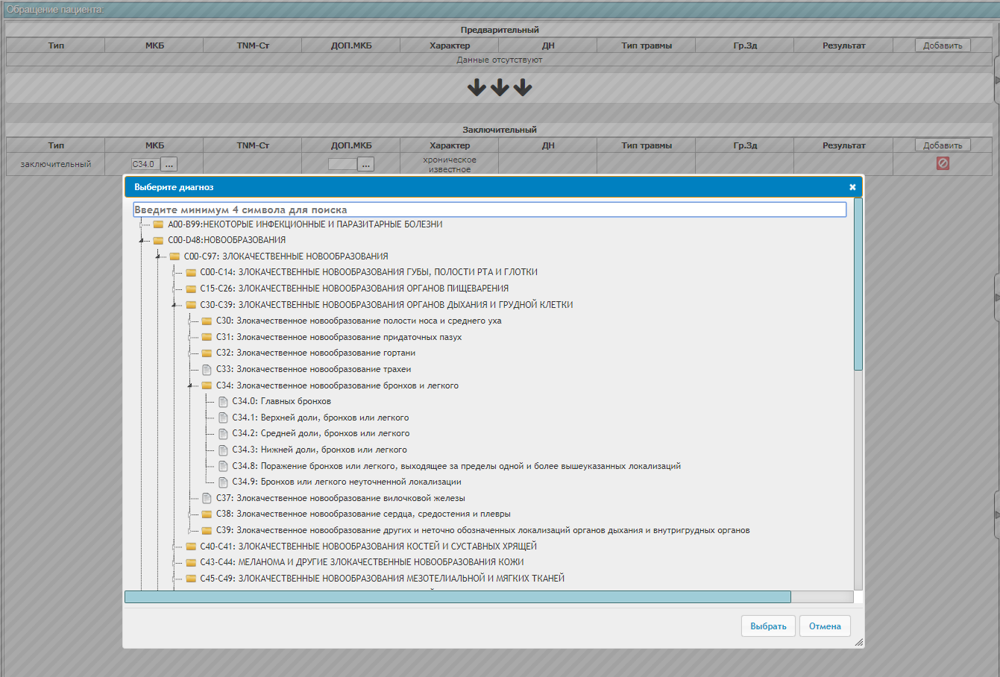 Обращение пациента:
Предварительный
Тип МКБ TNM-Ст ДОП.МКБ Характер ДН Тип травмы Гр.Зд Результат Добавить
Данные отсутствуют
Заключительный
Тип МКБ TNM-Ст ДОП.МКБ Характер ДН Тип травмы Гр.Зд Результат Добавить
заключительный C34.0 ... ... хроническое
известное
Выберите диагноз
Введите минимум 4 символа для поиска
A00-B99:НЕКОТОРЫЕ ИНФЕКЦИОННЫЕ И ПАРАЗИТАРНЫЕ БОЛЕЗНИ
C00-D48:НОВООБРАЗОВАНИЯ
C00-C97: ЗЛОКАЧЕСТВЕННЫЕ НОВООБРАЗОВАНИЯ
C00-C14: ЗЛОКАЧЕСТВЕННЫЕ НОВООБРАЗОВАНИЯ ГУБЫ, ПОЛОСТИ РТА И ГЛОТКИ
C15-C26: ЗЛОКАЧЕСТВЕННЫЕ НОВООБРАЗОВАНИЯ ОРГАНОВ ПИЩЕВАРЕНИЯ
C30-C39: ЗЛОКАЧЕСТВЕННЫЕ НОВООБРАЗОВАНИЯ ОРГАНОВ ДЫХАНИЯ И ГРУДНОЙ КЛЕТКИ
C30: Злокачественное новообразование полости носа и среднего уха
C31: Злокачественное новообразование придаточных пазух
C32: Злокачественное новообразование гортани
C33: Злокачественное новообразование трахеи
C34: Злокачественное новообразование бронхов и легкого
C34.0: Главных бронхов
C34.1: Верхней доли, бронхов или легкого
C34.2: Средней доли, бронхов или легкого
C34.3: Нижней доли, бронхов или легкого
C34.8: Поражение бронхов или легкого, выходящее за пределы одной и более вышеуказанных локализаций
C34.9: Бронхов или легкого неуточненной локализации
C37: Злокачественное новообразование вилочковой железы
C38: Злокачественное новообразование сердца, средостения и плевры
C39: Злокачественное новообразование других и неточно обозначенных локализаций органов дыхания и внутригрудных органов
C40-C41: ЗЛОКАЧЕСТВЕННЫЕ НОВООБРАЗОВАНИЯ КОСТЕЙ И СУСТАВНЫХ ХРЯЩЕЙ
C43-C44: МЕЛАНОМА И ДРУГИЕ ЗЛОКАЧЕСТВЕННЫЕ НОВООБРАЗОВАНИЯ КОЖИ
C45-C49: ЗЛОКАЧЕСТВЕННЫЕ НОВООБРАЗОВАНИЯ МЕЗОТЕЛИАЛЬНОЙ И МЯГКИХ ТКАНЕЙ
Выбрать Отмена